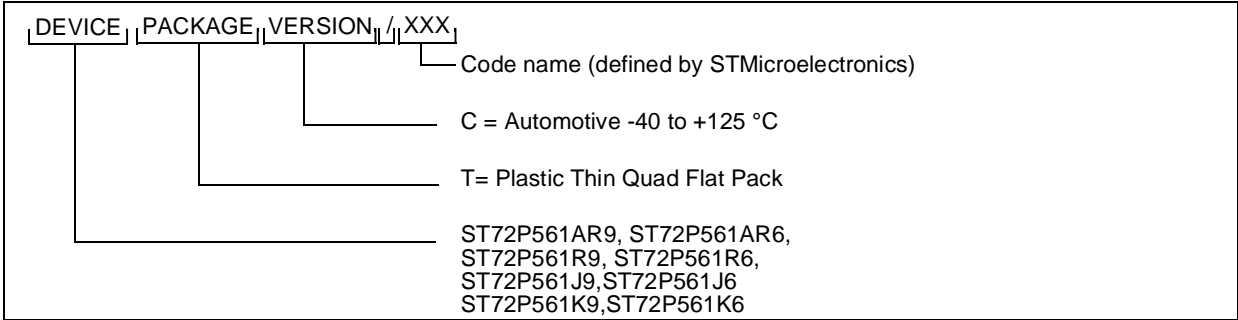 DEVICE PACKAGE VERSION / XXX
Code name (defined by STMicroelectronics)
C = Automotive -40 to +125 °C
T= Plastic Thin Quad Flat Pack
ST72P561AR9, ST72P561AR6,
ST72P561R9, ST72P561R6,
ST72P561J9,ST72P561J6
ST72P561K9,ST72P561K6